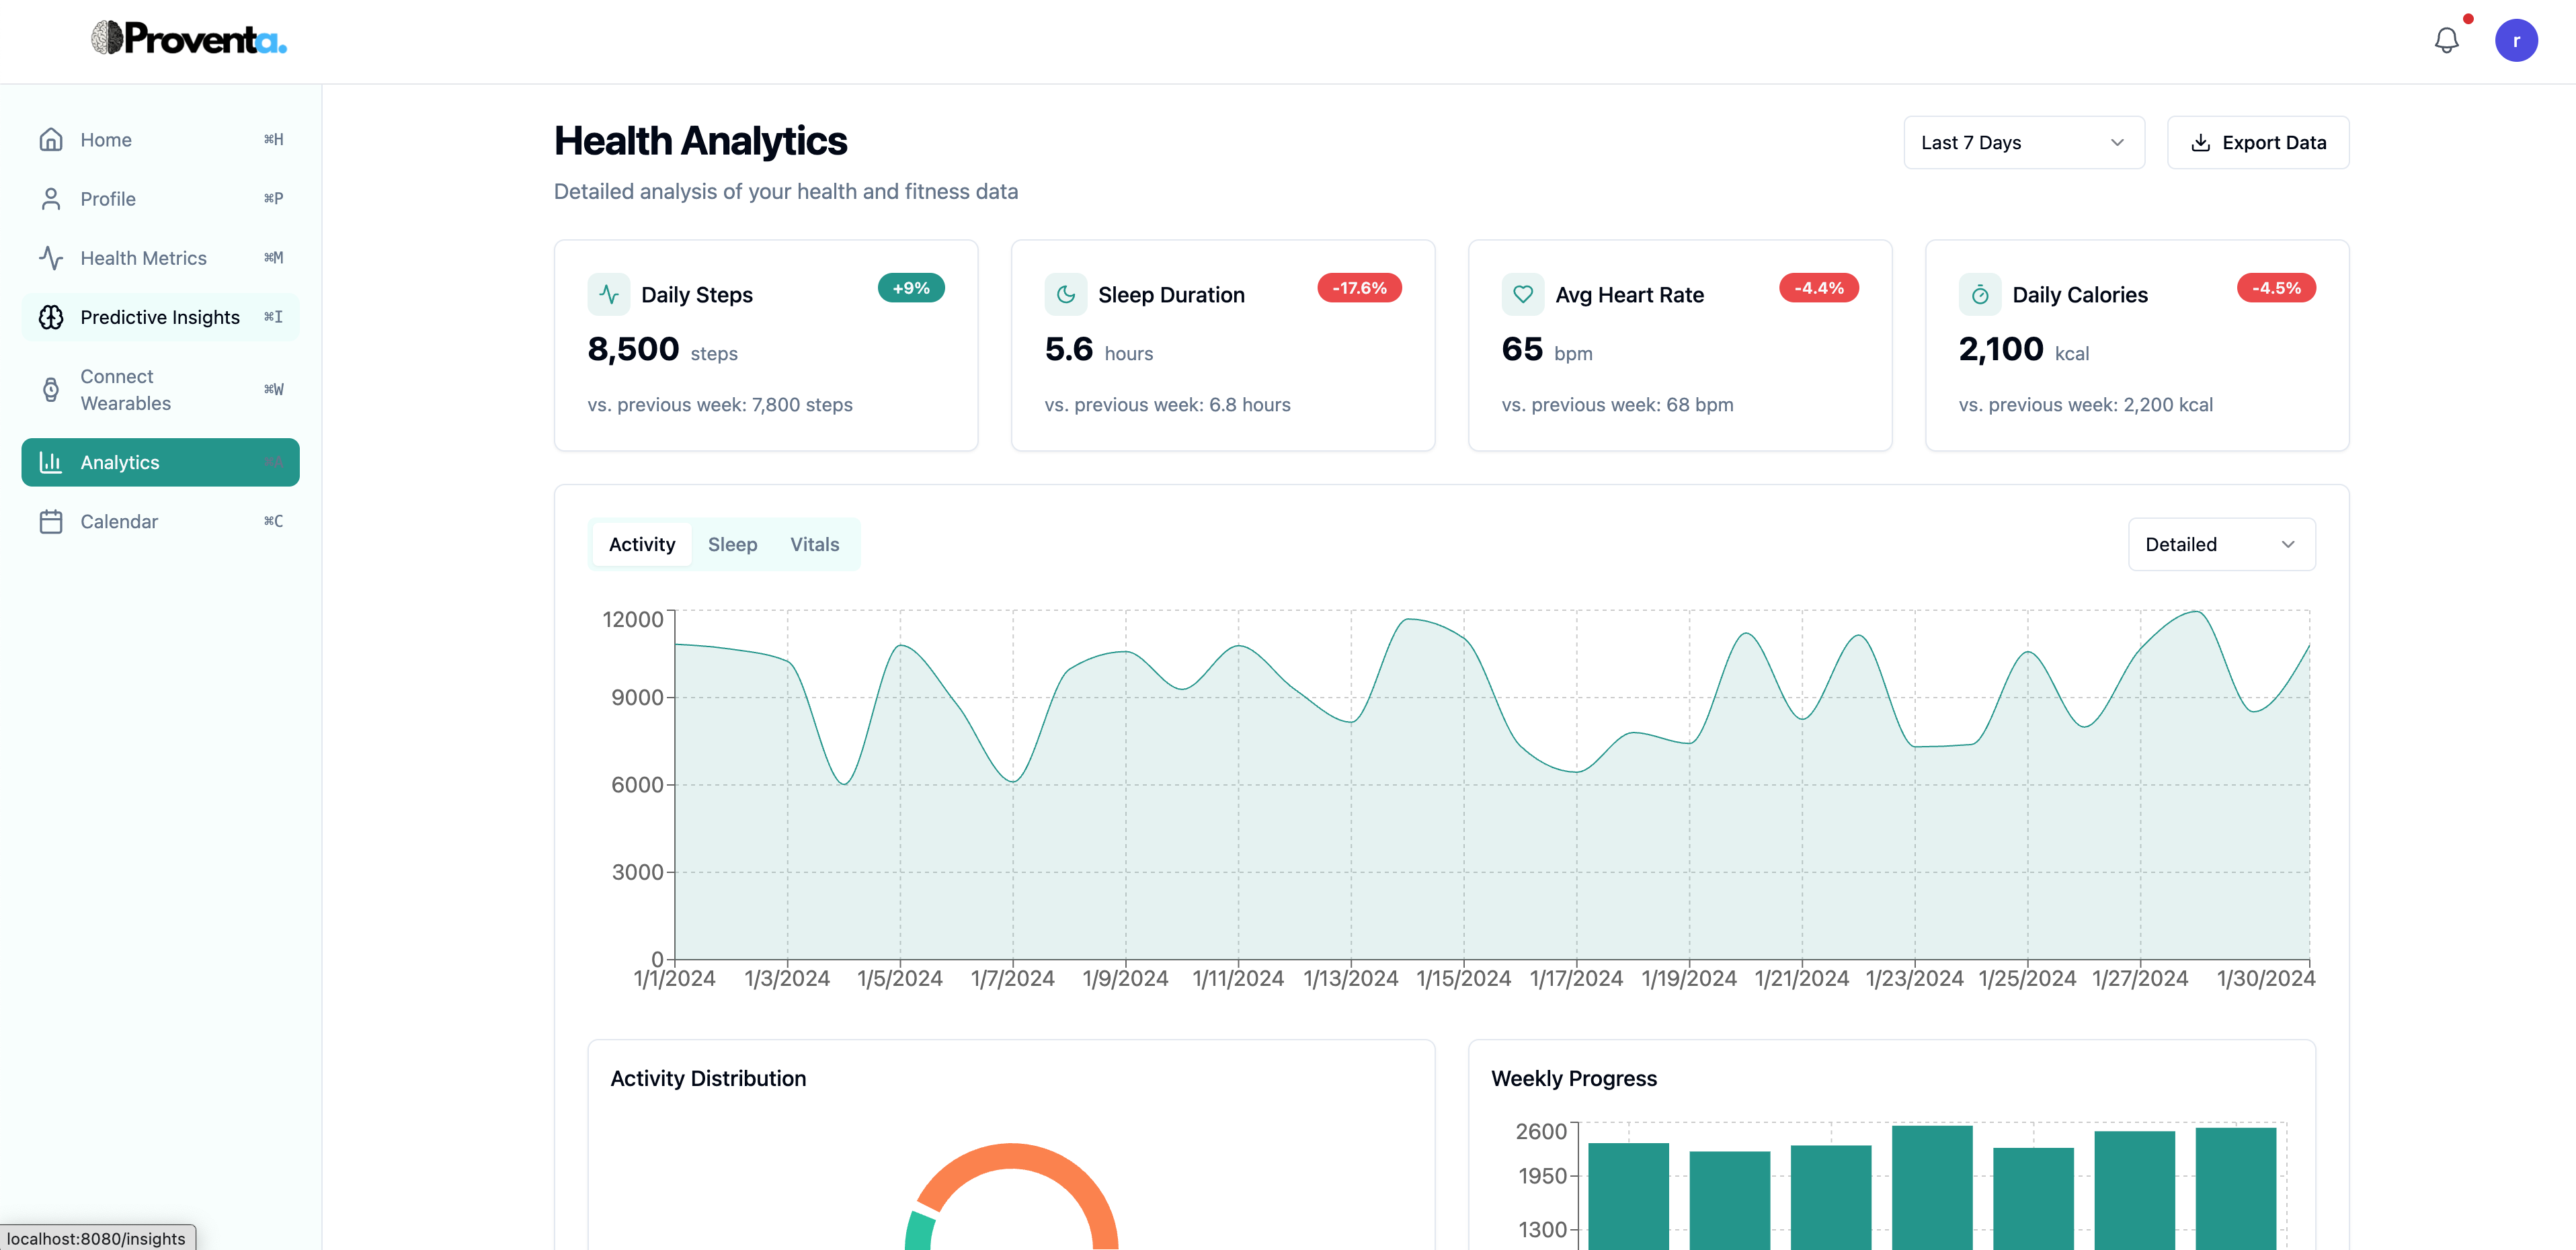 Proventa.
r
Home ⌘H
Profile ⌘P
Health Metrics ⌘M
Predictive Insights ⌘I
Connect
Wearables ⌘W
Analytics
Calendar ⌘C
Health Analytics
Detailed analysis of your health and fitness data
Last 7 Days
Export Data
Daily Steps +9%
8,500 steps
vs. previous week: 7,800 steps
Sleep Duration -17.6%
5.6 hours
vs. previous week: 6.8 hours
Avg Heart Rate -4.4%
65 bpm
vs. previous week: 68 bpm
Daily Calories -4.5%
2,100 kcal
vs. previous week: 2,200 kcal
Activity Sleep Vitals
Detailed
12000
9000
6000
3000
0
1/1/2024 1/3/2024 1/5/2024 1/7/2024 1/9/2024 1/11/2024 1/13/2024 1/15/2024 1/17/2024 1/19/2024 1/21/2024 1/23/2024 1/25/2024 1/27/2024 1/30/2024
Activity Distribution
Weekly Progress
2600
1950
1300
localhost:8080/insights